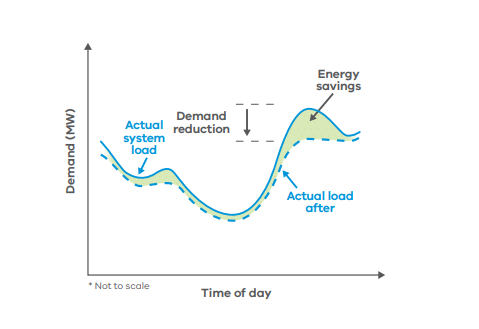 Energy
savings
Demand
reduction
Actual
system
load
Demand (MW)
Actual load
after
* Not to scale
Time of day